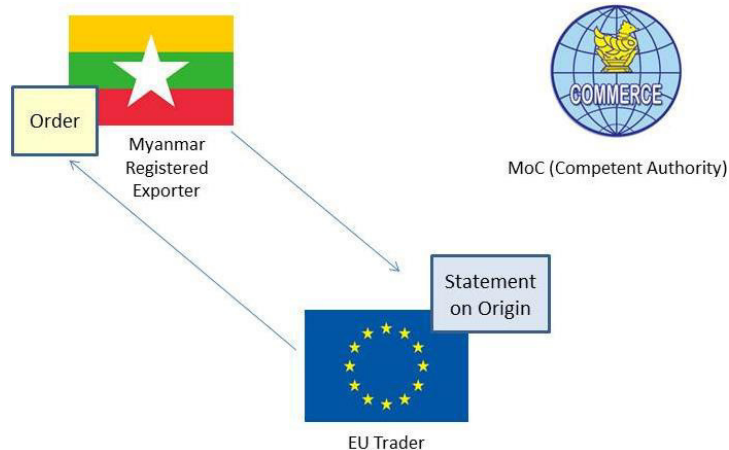 Order
Myanmar
Registered
Exporter
COMMERCE
MoC (Competent Authority)
Statement
on Origin
EU Trader